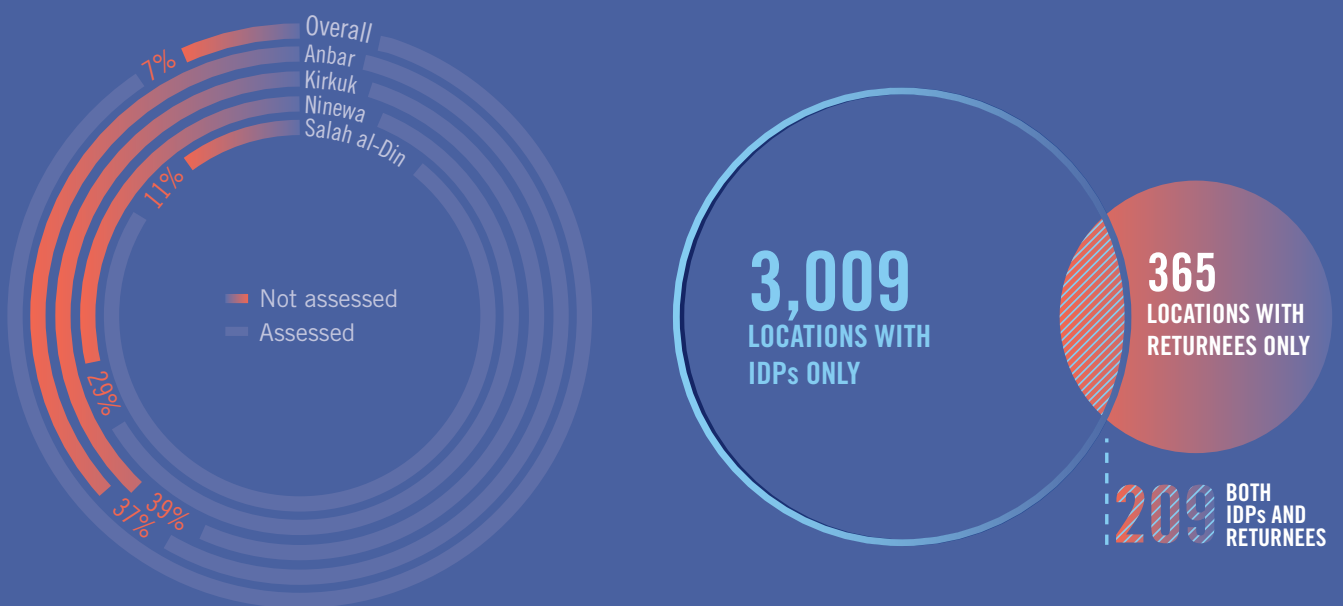 Overall
Anbar
Kirkuk
Ninewa
Salah al-Din
7%
11%
29%
39%
37%
Not assessed
Assessed
3,009
LOCATIONS WITH
IDPs ONLY
365
LOCATIONS WITH
RETURNEES ONLY
209
BOTH
IDPs AND
RETURNEES